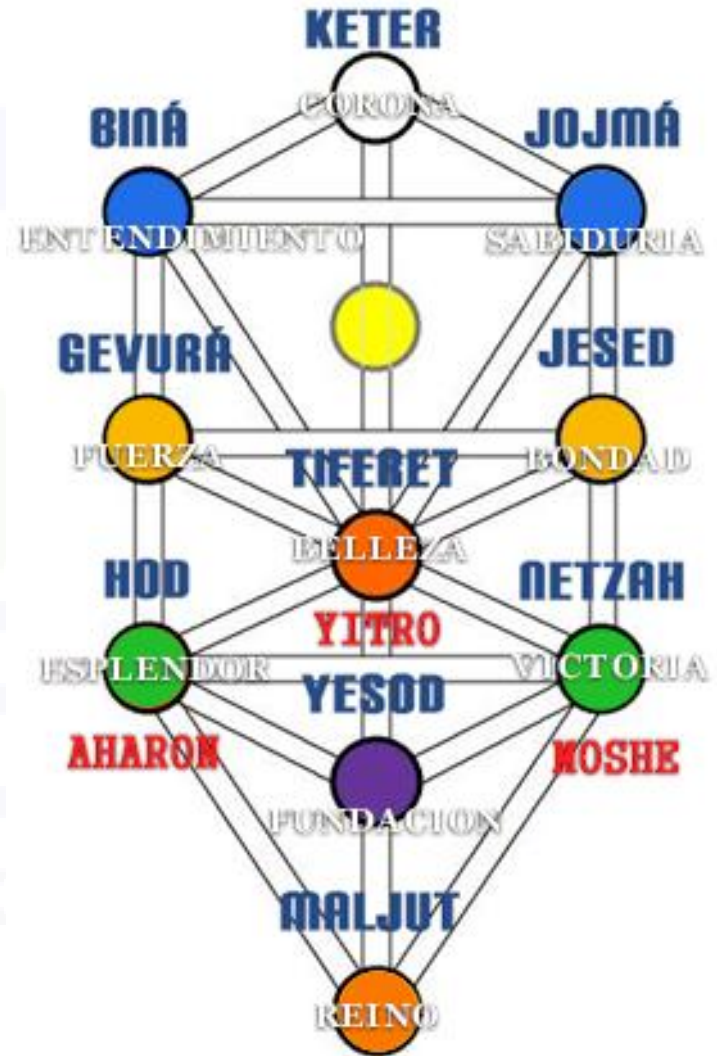 KETER
CORONA
BINÁ
JOJMÁ
ENTENDIMIENTO
SABIDURIA
GEVURÁ
JESED
FUERZA
BONDAD
TIFERET
BELLEZA
HOD
NETZAH
YITRO
ESPLENDOR
VICTORIA
YESOD
AHARON
MOSHE
FUNDACION
MALJUT
REINO